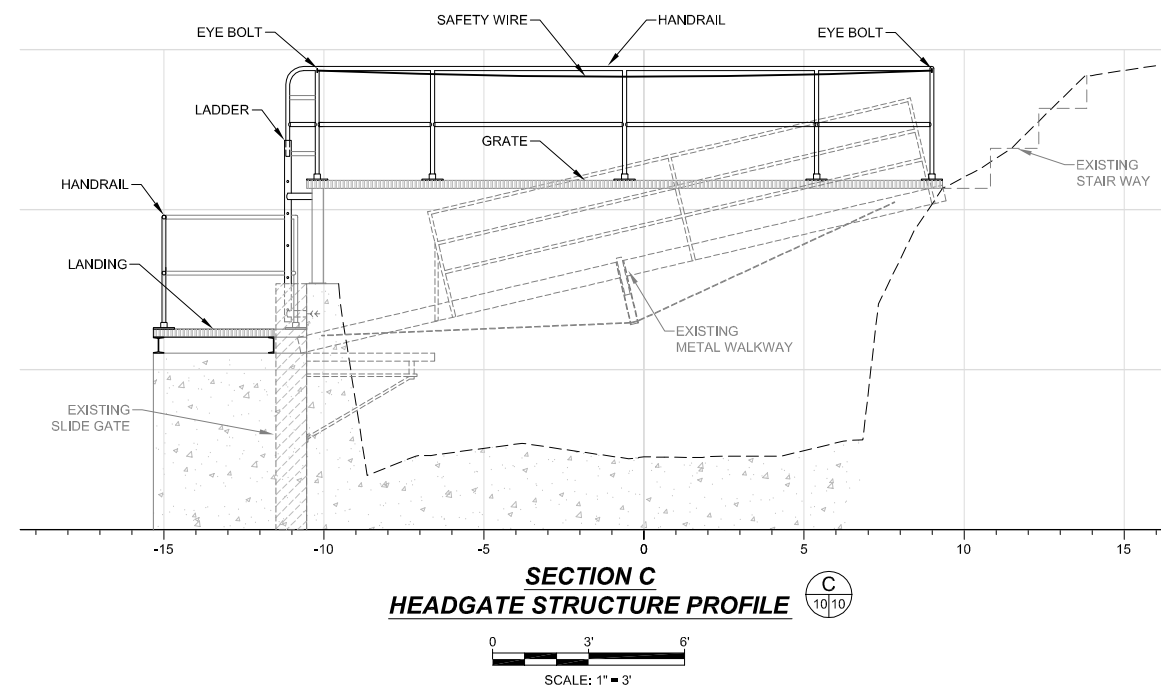 SAFETY WIRE
HANDRAIL
EYE BOLT
EYE BOLT
LADDER
GRATE
EXISTING
STAIR WAY
HANDRAIL
LANDING
EXISTING
METAL WALKWAY
EXISTING
SLIDE GATE
-15 -10 -5 0 5 10 15
SECTION C
HEADGATE STRUCTURE PROFILE
C
10 10
0 3' 6'
SCALE: 1" = 3'